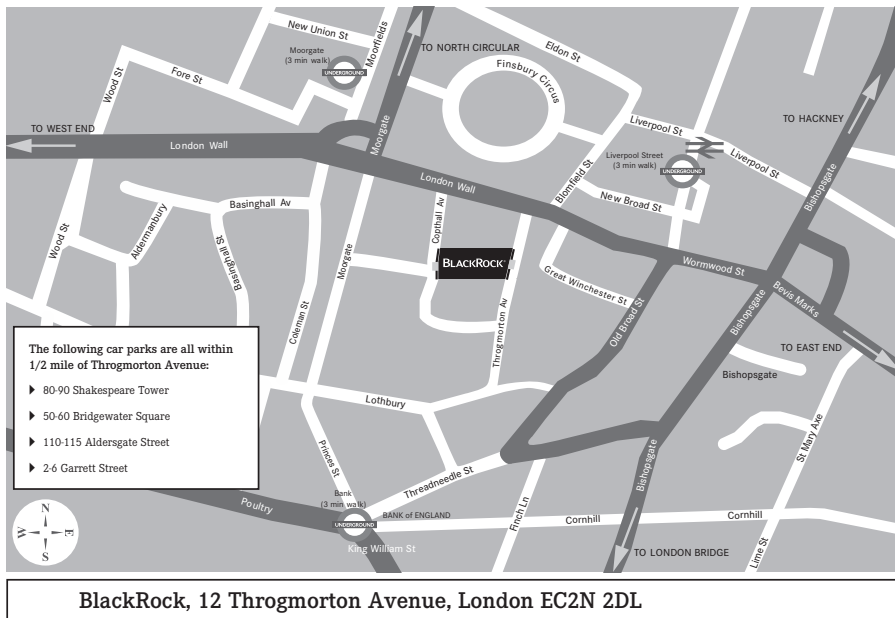 New Union St
Moorfields
Moorgate
(3 min walk)
UNDERGROUND
TO NORTH CIRCULAR
Eldon St
Finsbury Circus
Wood St
Fore St
TO HACKNEY
Liverpool St
Liverpool St
TO WEST END
London Wall
Moorgate
Liverpool Street
(3 min walk)
UNDERGROUND
London Wall
Blomfield St
New Broad St
Bishopsgate
Basinghall Av
Copthall Av
Aldermanbury
Wood St
Basinghall St
Moorgate
BLACKROCK
Wormwood St
Great Winchester St
Bevis Marks
Coleman St
Throgmorton Av
Old Broad St
Bishopsgate
TO EAST END
Bishopsgate
The following car parks are all within
1/2 mile of Throgmorton Avenue:
80-90 Shakespeare Tower
50-60 Bridgewater Square
110-115 Aldersgate Street
2-6 Garrett Street
Lothbury
Princes St
Threadneedle St
St Mary Axe
Bishopsgate
Bank
(3 min walk)
UNDERGROUND
Poultry
BANK of ENGLAND
Finch Ln
Cornhill
Cornhill
King William St
TO LONDON BRIDGE
Lime St
N
W
E
S
BlackRock, 12 Throgmorton Avenue, London EC2N 2DL